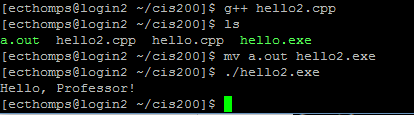 [ecthomps@login2 ~/cis200]$ g++ hello2.cpp
[ecthomps@login2 ~/cis200]$ ls
a.out  hello2.cpp  hello.cpp  hello.exe
[ecthomps@login2 ~/cis200]$ mv a.out hello2.exe
[ecthomps@login2 ~/cis200]$ ./hello2.exe
Hello, Professor!
[ecthomps@login2 ~/cis200]$